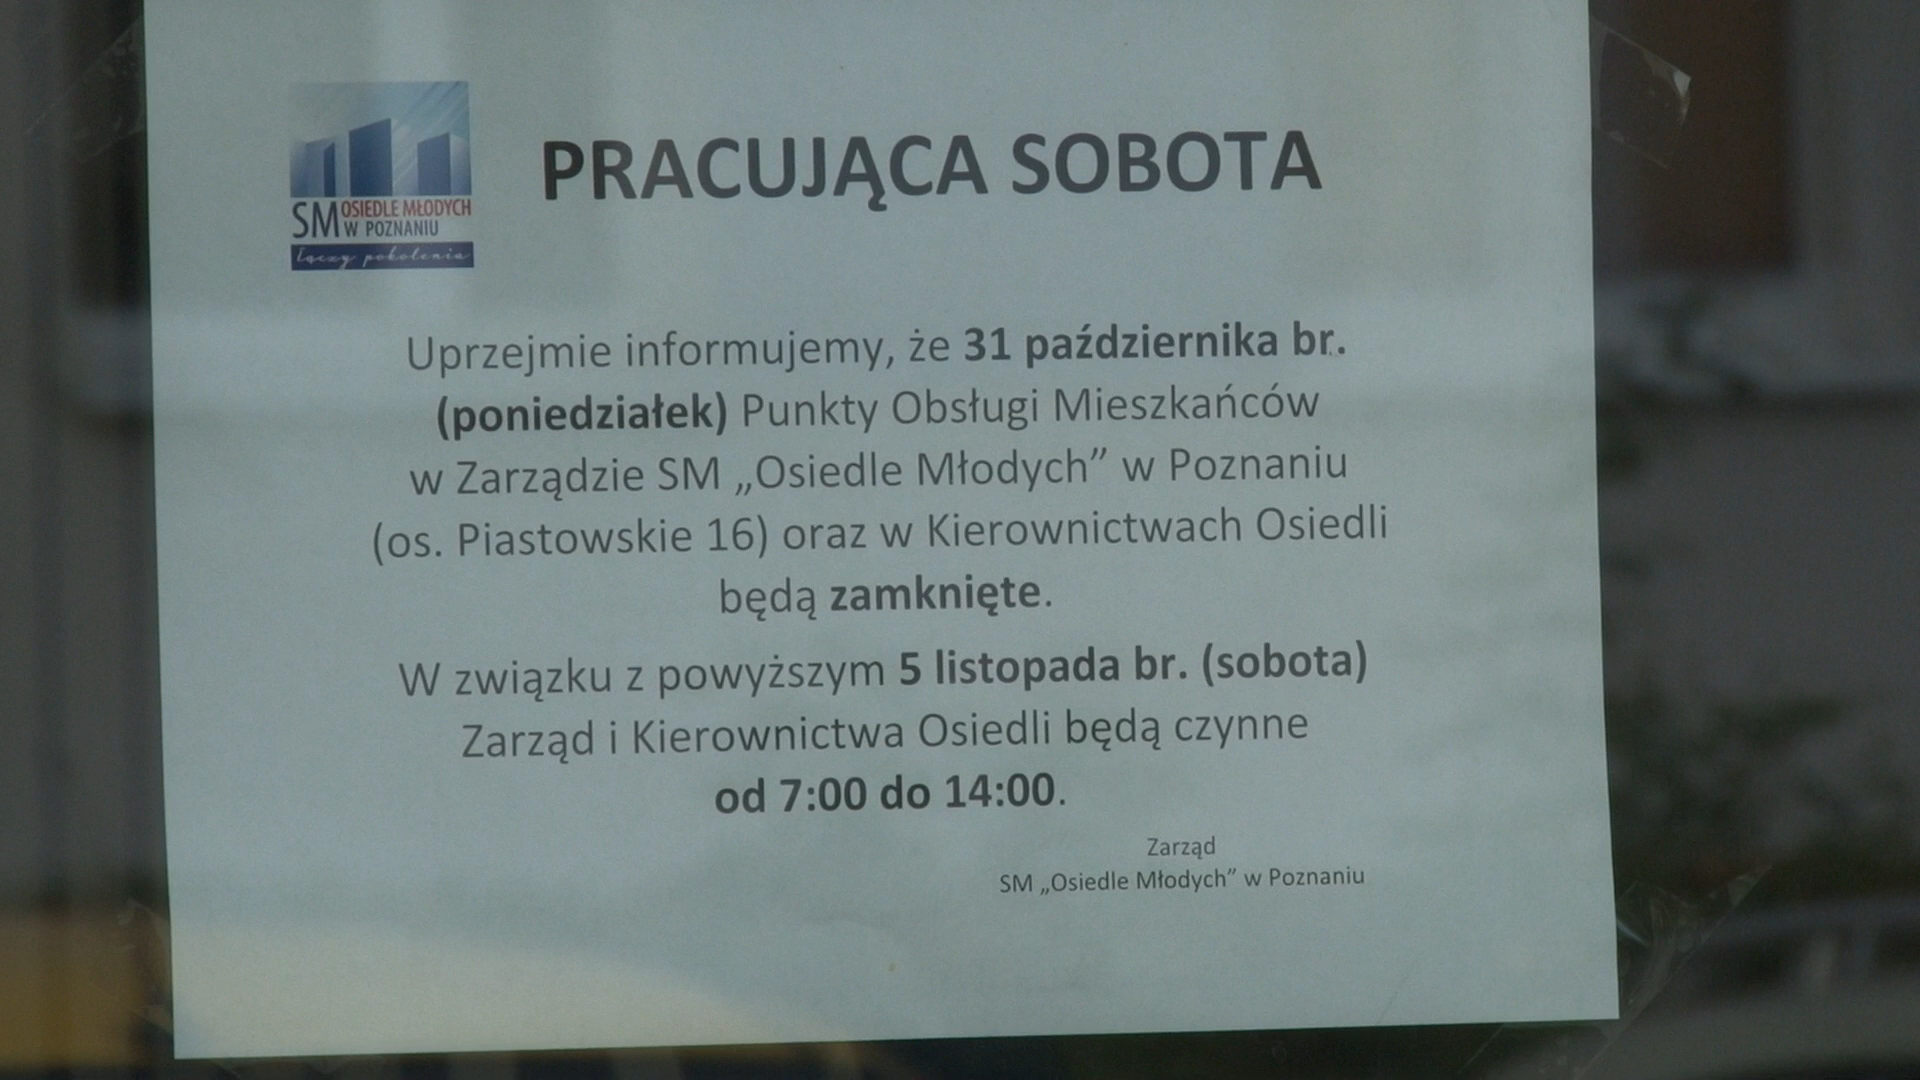 PRACUJĄCA SOBOTA
SM OSIEDLE MŁODYCH
W POZNANIU
Łączy pokolenia
Uprzejmie informujemy, że 31 października br.
(poniedziałek) Punkty Obsługi Mieszkańców
w Zarządzie SM „Osiedle Młodych” w Poznaniu
(os. Piastowskie 16) oraz w Kierownictwach Osiedli
będą zamknięte.
W związku z powyższym 5 listopada br. (sobota)
Zarząd i Kierownictwa Osiedli będą czynne
od 7:00 do 14:00.
Zarząd
SM „Osiedle Młodych” w Poznaniu